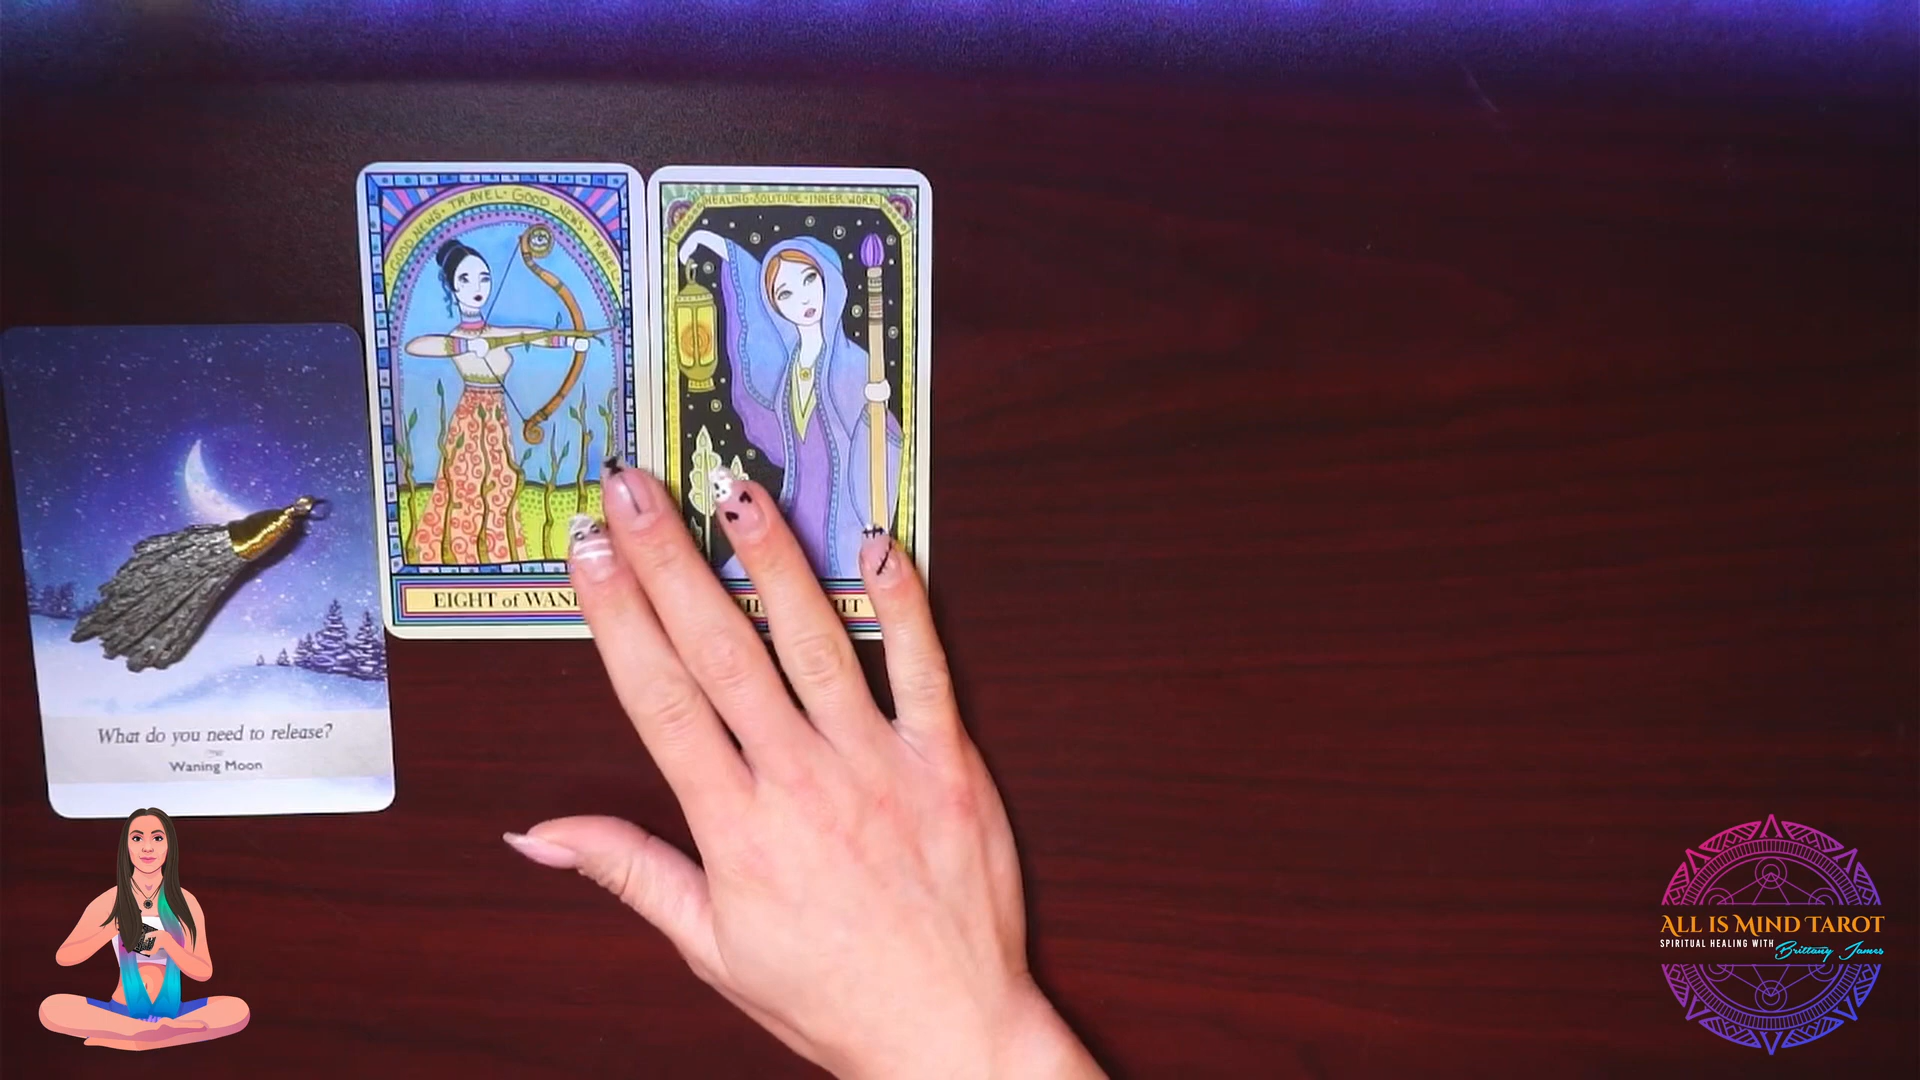 GOOD NEWS · TRAVEL · GOOD NEWS · TRAVEL
HEALING · SOLITUDE · INNER WORK
EIGHT of WAN
MIT
What do you need to release?
Waning Moon
ALL IS MIND TAROT
SPIRITUAL HEALING WITH Brittany James